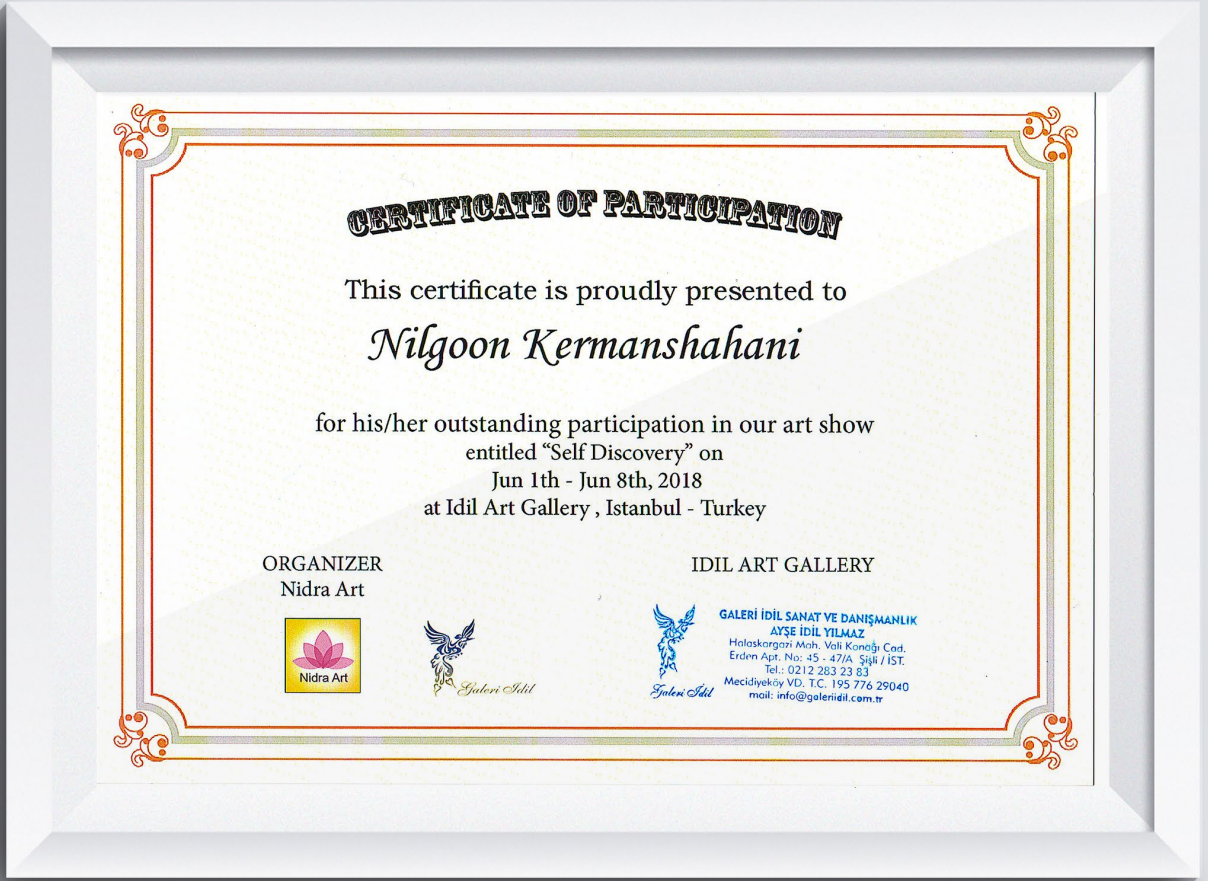 CERTIFICATE OF PARTICIPATION
This certificate is proudly presented to
Nilgoon Kermanshahani
for his/her outstanding participation in our art show
entitled “Self Discovery” on
Jun 1th - Jun 8th, 2018
at Idil Art Gallery , Istanbul - Turkey
ORGANIZER
Nidra Art
Nidra Art
Galeri İdil
IDIL ART GALLERY
Galeri İdil
GALERİ İDİL SANAT VE DANIŞMANLIK
AYŞE İDİL YILMAZ
Halaskargazi Mah. Vali Konağı Cad.
Erden Apt. No: 45 - 47/A Şişli / İST.
Tel.: 0212 283 23 83
Mecidiyeköy VD. T.C. 195 776 29040
mail: info@galeriidil.com.tr